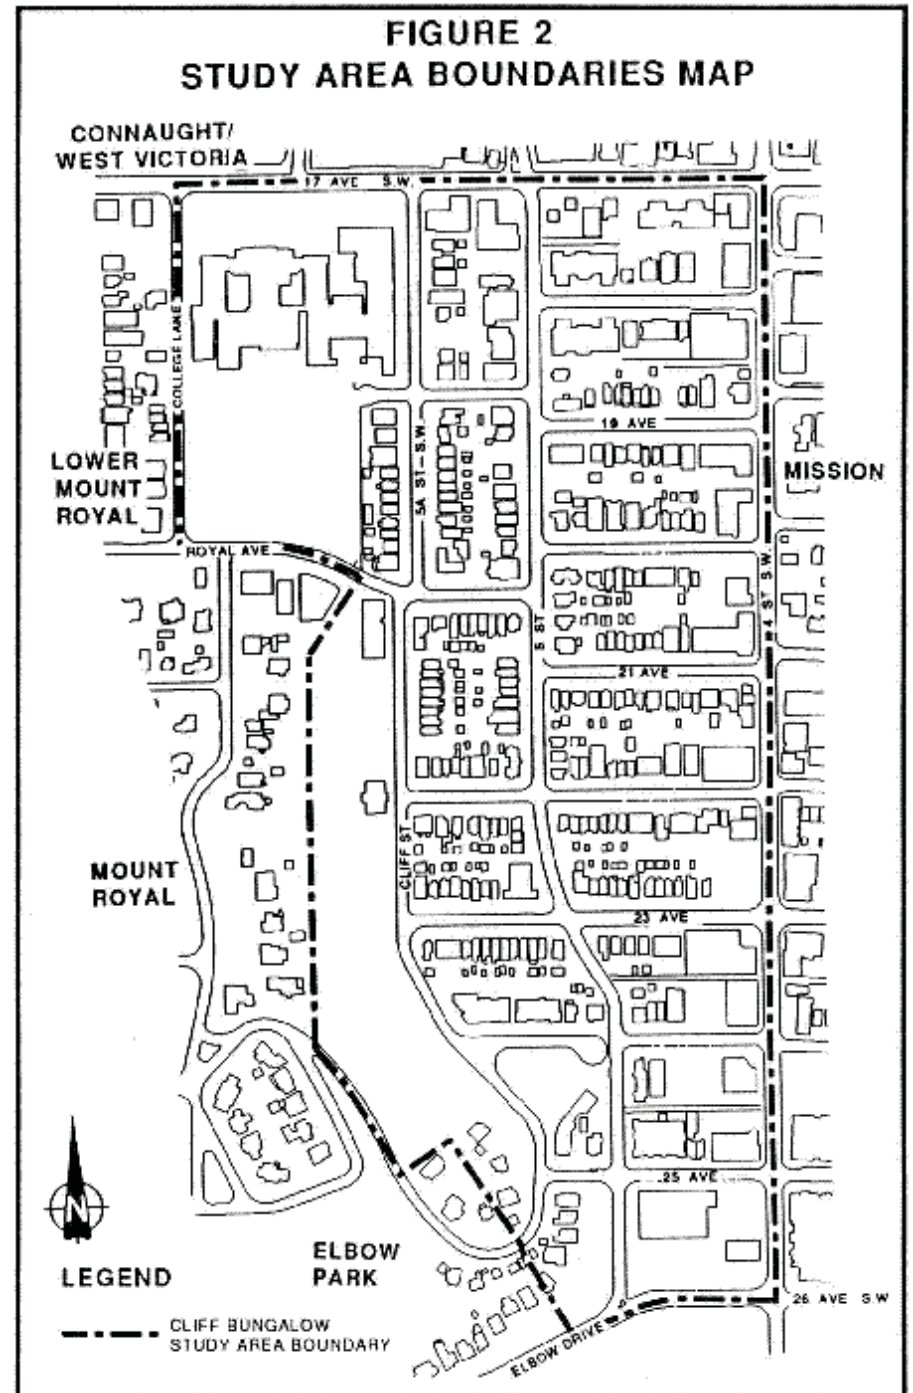 FIGURE 2
STUDY AREA BOUNDARIES MAP
CONNAUGHT/
WEST VICTORIA
17 AVE S.W.
COLLEGE LANE
LOWER
MOUNT
ROYAL
5A ST. S.W.
19 AVE
MISSION
ROYAL AVE
4 ST S.W.
5 ST
21 AVE
CLIFF ST
MOUNT
ROYAL
23 AVE
25 AVE
N
ELBOW
PARK
LEGEND
26 AVE S.W
CLIFF BUNGALOW
STUDY AREA BOUNDARY
ELBOW DRIVE